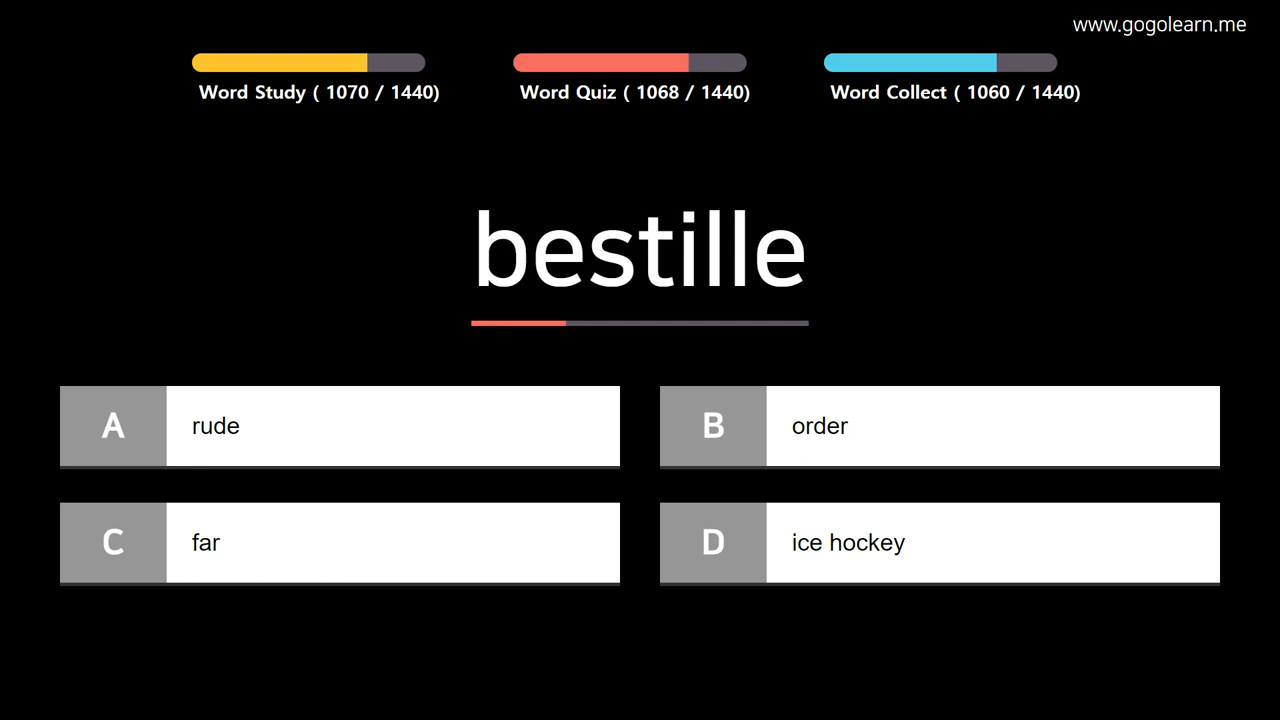 www.gogolearn.me
Word Study ( 1070 / 1440)
Word Quiz ( 1068 / 1440)
Word Collect ( 1060 / 1440)
bestille
A rude
B order
C far
D ice hockey